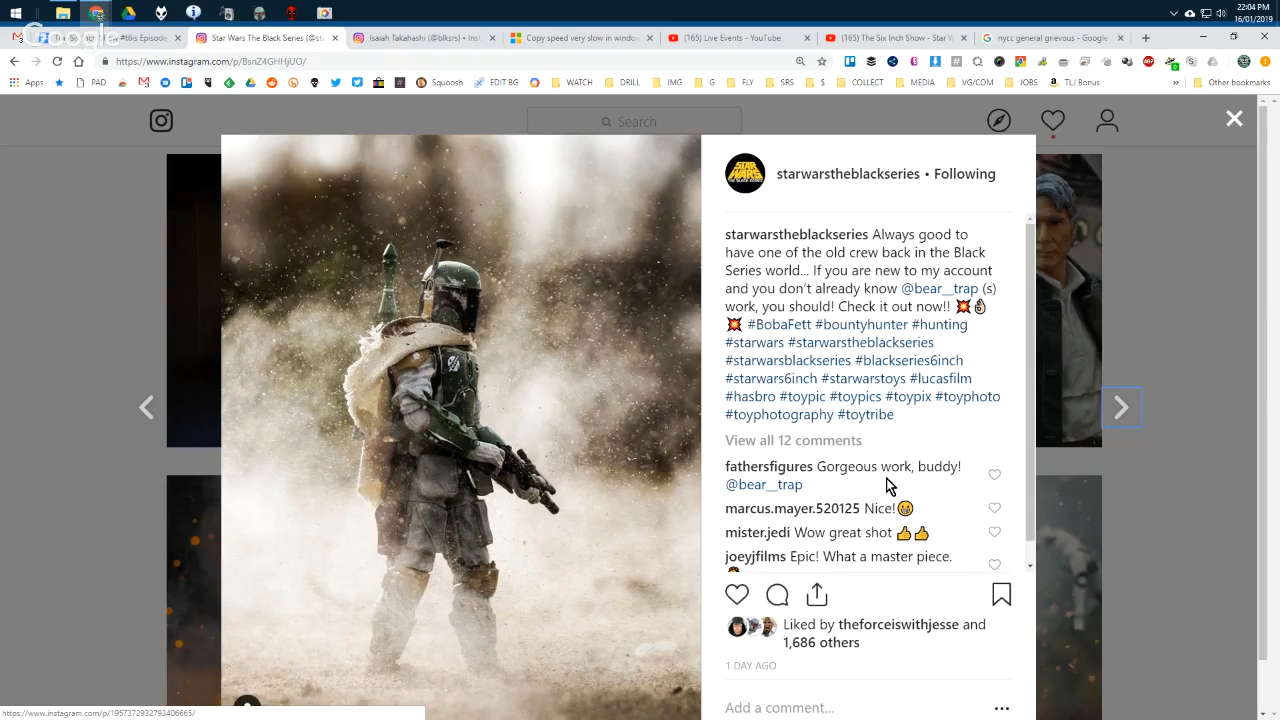 22:04
16/01/2019
Google
Star Wars The Black Series (@sta
Isaiah Takahashi (@blksrs) • Inst
Copy speed very slow in window
(165) Live Events - YouTube
(165) The Six Inch Show - Star W
nycc general grievous - Google
https://www.instagram.com/p/BsnZ4GHHjUO/
Apps PAD Squoosh EDIT BG WATCH DRILL IMG G FLY SRS $ COLLECT MEDIA VG/COM JOBS TLJ Bonus Other bookmarks
Search
starwarstheblackseries • Following
starwarstheblackseries Always good to
have one of the old crew back in the Black
Series world... If you are new to my account
and you don't already know @bear__trap (s)
work, you should! Check it out now!! 💥👌🏻
💥 #BobaFett #bountyhunter #hunting
#starwars #starwarstheblackseries
#starwarsblackseries #blackseries6inch
#starwars6inch #starwarstoys #lucasfilm
#hasbro #toypic #toypics #toypix #toyphoto
#toyphotography #toytribe
View all 12 comments
fathersfigures Gorgeous work, buddy!
@bear__trap
marcus.mayer.520125 Nice!😁
mister.jedi Wow great shot 👍👍
joeyjfilms Epic! What a master piece.
Liked by theforceiswithjesse and
1,686 others
1 DAY AGO
Add a comment...
https://www.instagram.com/p/1957372932793406665/